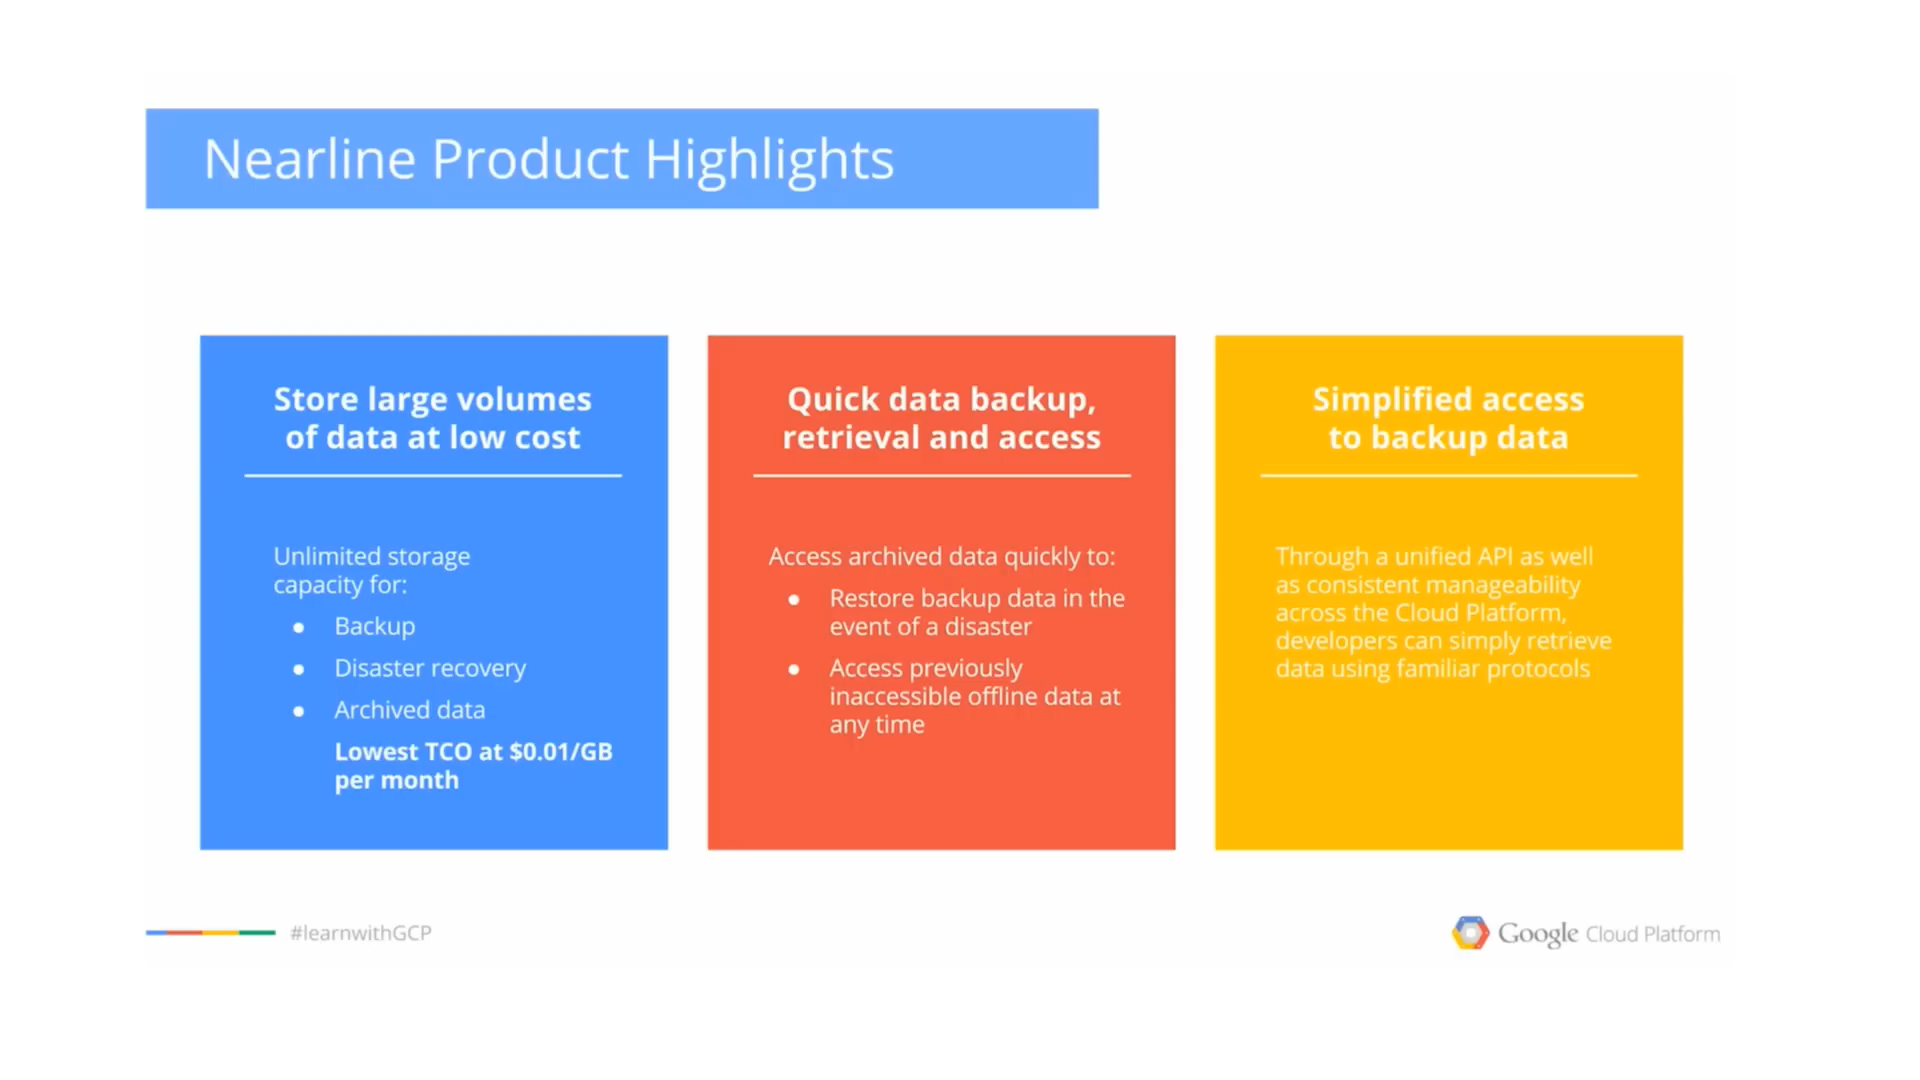 Nearline Product Highlights
Store large volumes
of data at low cost
Unlimited storage
capacity for:
● Backup
● Disaster recovery
● Archived data
Lowest TCO at $0.01/GB
per month
Quick data backup,
retrieval and access
Access archived data quickly to:
● Restore backup data in the
event of a disaster
● Access previously
inaccessible offline data at
any time
Simplified access
to backup data
Through a unified API as well
as consistent manageability
across the Cloud Platform,
developers can simply retrieve
data using familiar protocols
#learnwithGCP
Google Cloud Platform